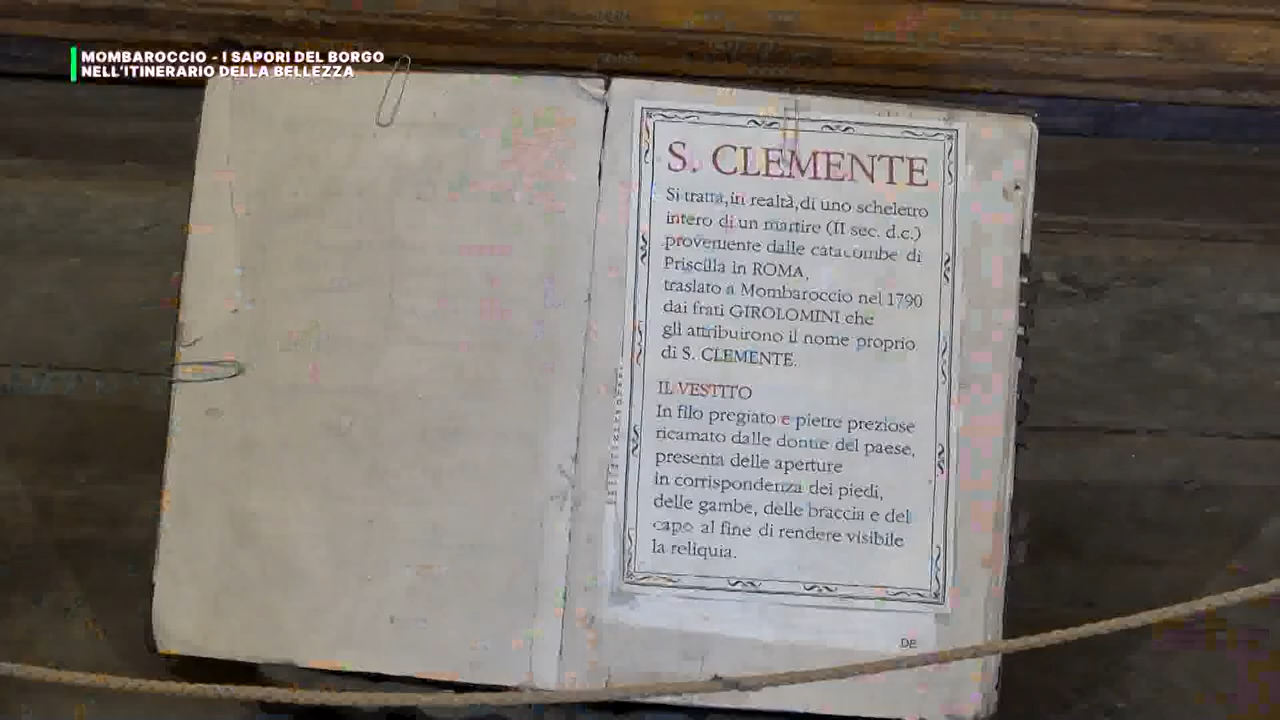 MOMBAROCCIO - I SAPORI DEL BORGO
NELL'ITINERARIO DELLA BELLEZZA
S. CLEMENTE
Si tratta, in realtà, di uno scheletro
intero di un martire (II sec. d.c.)
proveniente dalle catacombe di
Priscilla in ROMA,
traslato a Mombaroccio nel 1790
dai frati GIROLOMINI che
gli attribuirono il nome proprio
di S. CLEMENTE.
IL VESTITO
In filo pregiato e pietre preziose
ricamato dalle donne del paese,
presenta delle aperture
in corrispondenza dei piedi,
delle gambe, delle braccia e del
capo al fine di rendere visibile
la reliquia.
DE